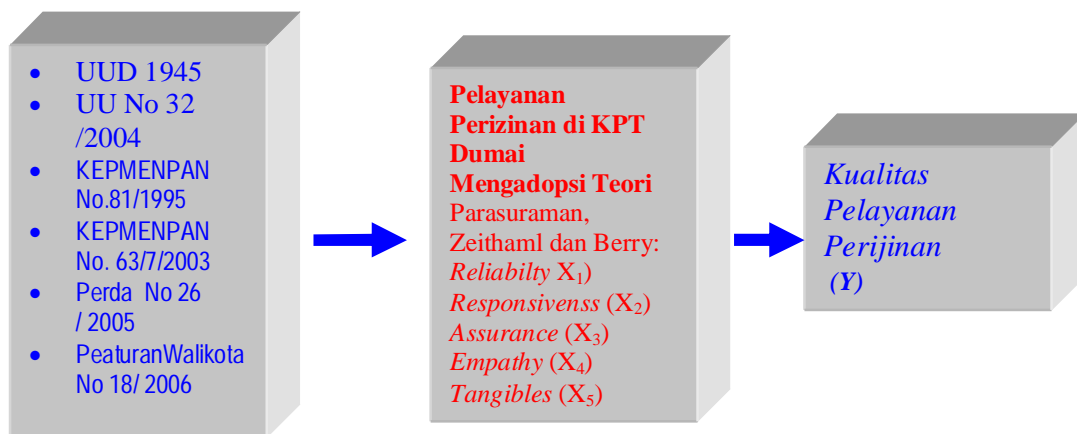 • UUD 1945
• UU No 32
/2004
• KEPMENPAN
No.81/1995
• KEPMENPAN
No. 63/7/2003
• Perda No 26
/ 2005
• PeaturanWalikota
No 18/ 2006
Pelayanan
Perizinan di KPT
Dumai
Mengadopsi Teori
Parasuraman,
Zeithaml dan Berry:
Reliabilty X₁)
Responsivenss (X₂)
Assurance (X₃)
Empathy (X₄)
Tangibles (X₅)
Kualitas
Pelayanan
Perijinan
(Y)